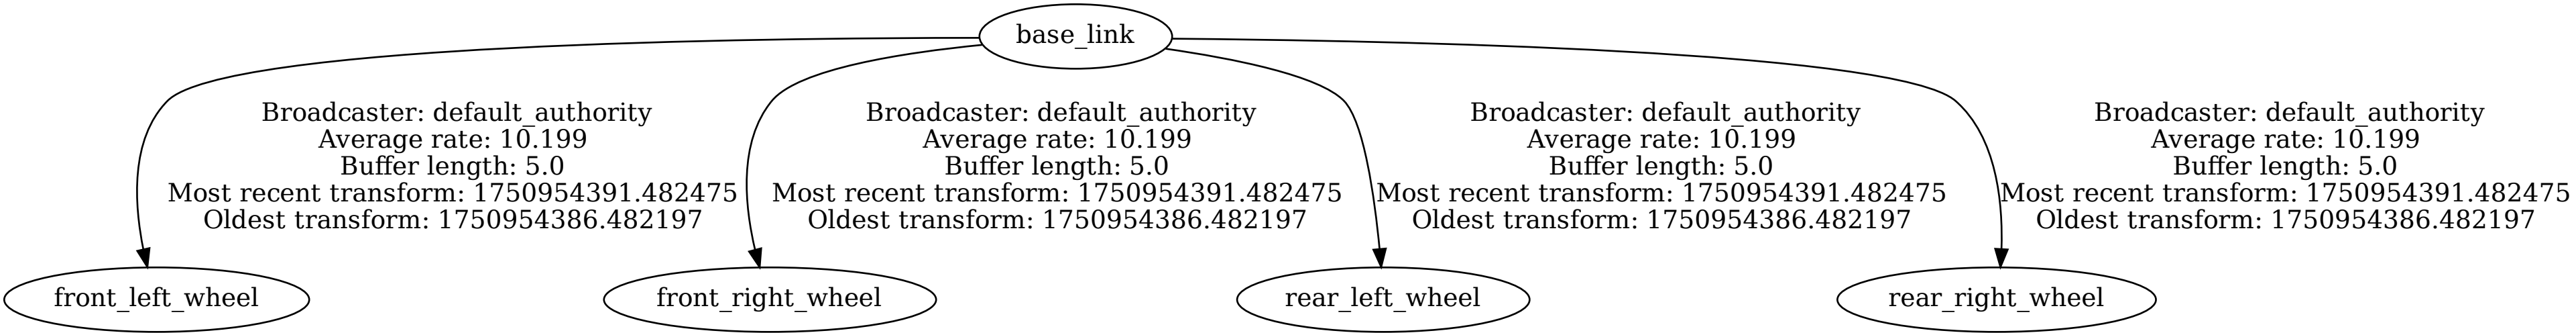 base_link
Broadcaster: default_authority
Average rate: 10.199
Buffer length: 5.0
Most recent transform: 1750954391.482475
Oldest transform: 1750954386.482197
Broadcaster: default_authority
Average rate: 10.199
Buffer length: 5.0
Most recent transform: 1750954391.482475
Oldest transform: 1750954386.482197
Broadcaster: default_authority
Average rate: 10.199
Buffer length: 5.0
Most recent transform: 1750954391.482475
Oldest transform: 1750954386.482197
Broadcaster: default_authority
Average rate: 10.199
Buffer length: 5.0
Most recent transform: 1750954391.482475
Oldest transform: 1750954386.482197
front_left_wheel
front_right_wheel
rear_left_wheel
rear_right_wheel